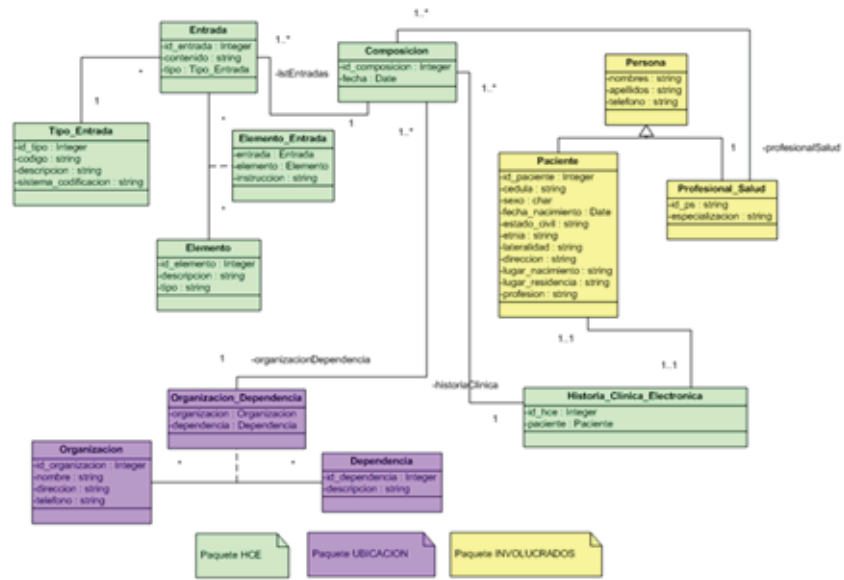 Entrada
-id_entrada : Integer
-contenido : string
-tipo : Tipo_Entrada
1..*
-lstEntradas
1
*
1
Tipo_Entrada
-id_tipo : Integer
-codigo : string
-descripcion : string
-sistema_codificacion : string
*
Elemento_Entrada
-entrada : Entrada
-elemento : Elemento
-instruccion : string
*
Elemento
-id_elemento : Integer
-descripcion : string
-tipo : string
1..*
Composicion
-id_composicion : Integer
-fecha : Date
1..*
1..*
Persona
-nombres : string
-apellidos : string
-telefono : string
1
-profesionalSalud
Paciente
-id_paciente : Integer
-cedula : string
-sexo : char
-fecha_nacimiento : Date
-estado_civil : string
-etnia : string
-lateralidad : string
-direccion : string
-lugar_nacimiento : string
-lugar_residencia : string
-profesion : string
Profesional_Salud
-id_ps : string
-especializacion : string
1..1
1..1
1
-organizacionDependencia
-historiaClinica
1
Historia_Clinica_Electronica
-id_hce : Integer
-paciente : Paciente
Organizacion_Dependencia
-organizacion : Organizacion
-dependencia : Dependencia
*
*
Organizacion
-id_organizacion : Integer
-nombre : string
-direccion : string
-telefono : string
Dependencia
-id_dependencia : Integer
-descripcion : string
Paquete HCE
Paquete UBICACION
Paquete INVOLUCRADOS